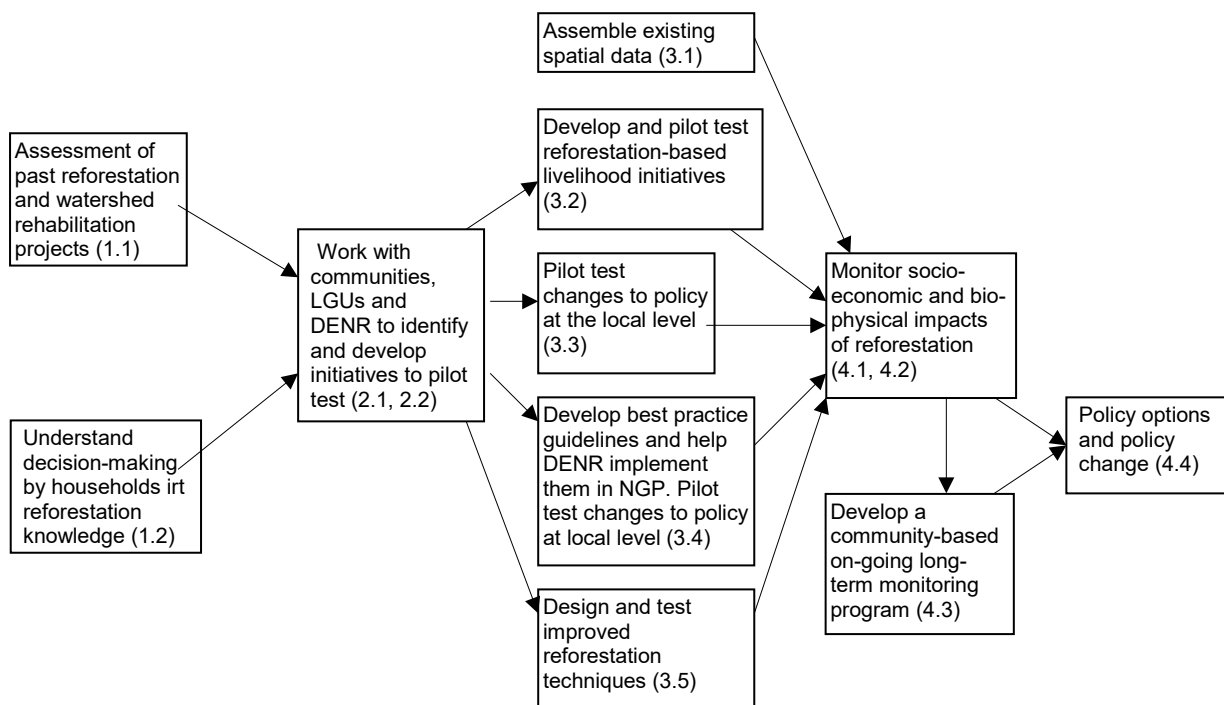 Assemble existing
spatial data (3.1)
Assessment of
past reforestation
and watershed
rehabilitation
projects (1.1)
Understand
decision-making
by households irt
reforestation
knowledge (1.2)
Work with
communities,
LGUs and
DENR to identify
and develop
initiatives to pilot
test (2.1, 2.2)
Develop and pilot test
reforestation-based
livelihood initiatives
(3.2)
Pilot test
changes to policy
at the local level
(3.3)
Develop best practice
guidelines and help
DENR implement
them in NGP. Pilot
test changes to policy
at local level (3.4)
Design and test
improved
reforestation
techniques (3.5)
Monitor socio-
economic and bio-
physical impacts
of reforestation
(4.1, 4.2)
Develop a
community-based
on-going long-
term monitoring
program (4.3)
Policy options
and policy
change (4.4)